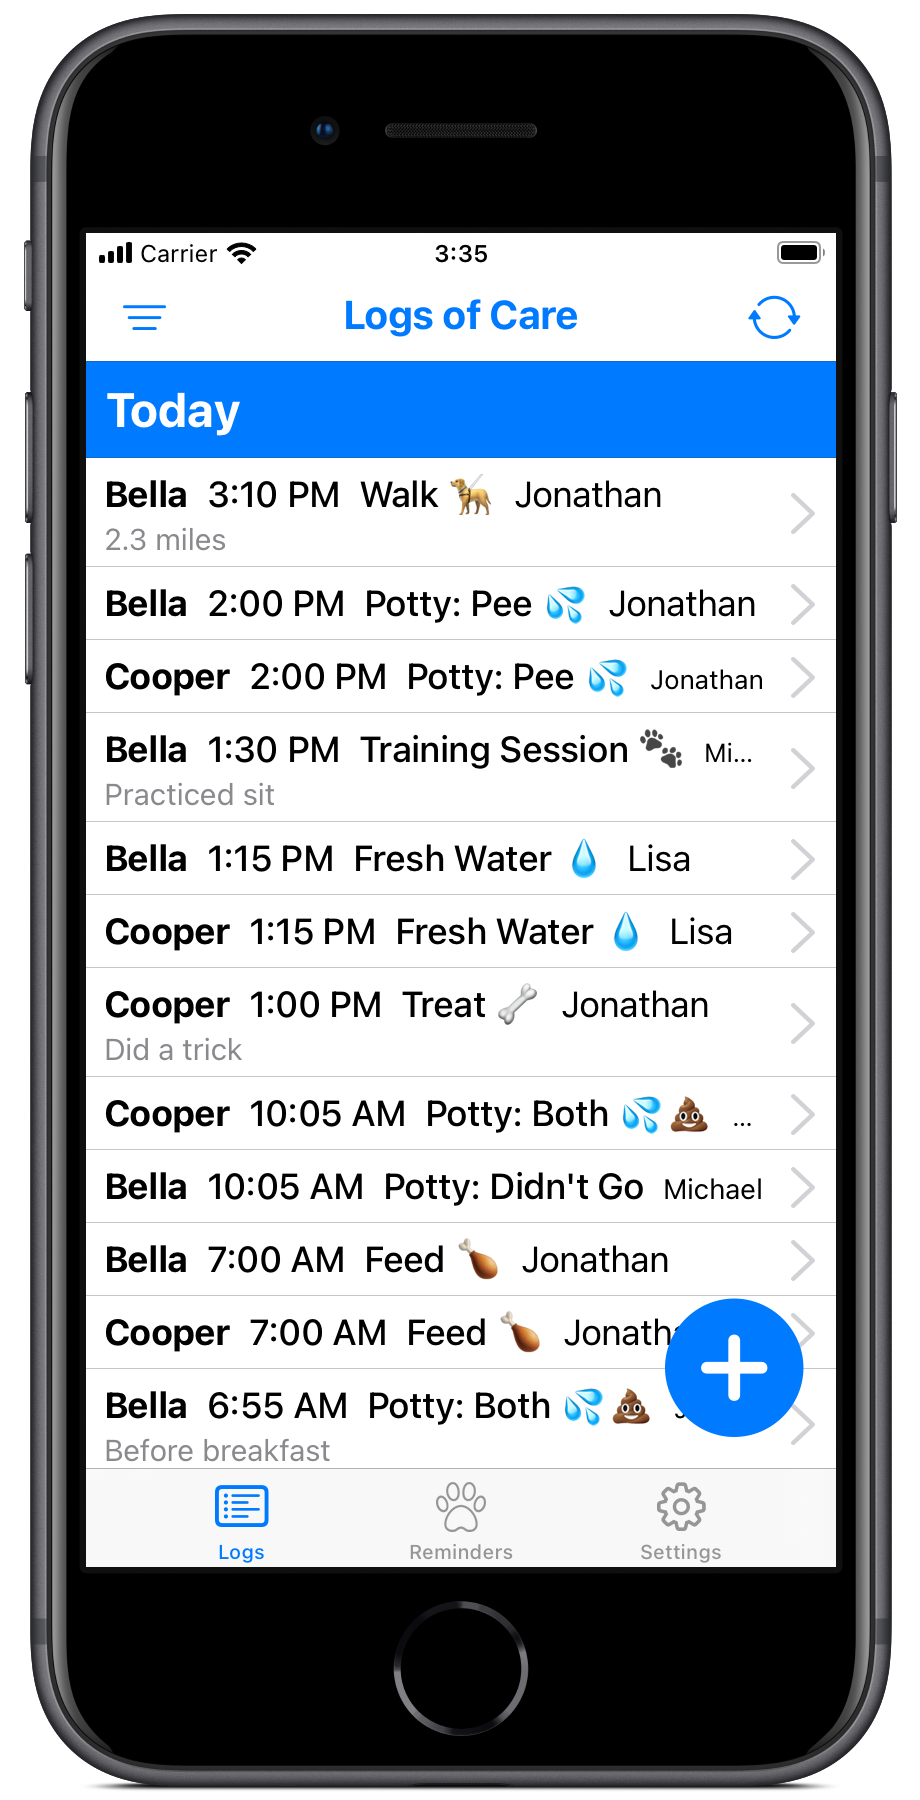 Carrier 3:35
Logs of Care
Today
Bella 3:10 PM Walk 🦮 Jonathan
2.3 miles
Bella 2:00 PM Potty: Pee 💦 Jonathan
Cooper 2:00 PM Potty: Pee 💦 Jonathan
Bella 1:30 PM Training Session 🐾 Mi...
Practiced sit
Bella 1:15 PM Fresh Water 💧 Lisa
Cooper 1:15 PM Fresh Water 💧 Lisa
Cooper 1:00 PM Treat 🦴 Jonathan
Did a trick
Cooper 10:05 AM Potty: Both 💦💩 ...
Bella 10:05 AM Potty: Didn't Go Michael
Bella 7:00 AM Feed 🍗 Jonathan
Cooper 7:00 AM Feed 🍗 Jonath
Bella 6:55 AM Potty: Both 💦💩
Before breakfast
Logs Reminders Settings